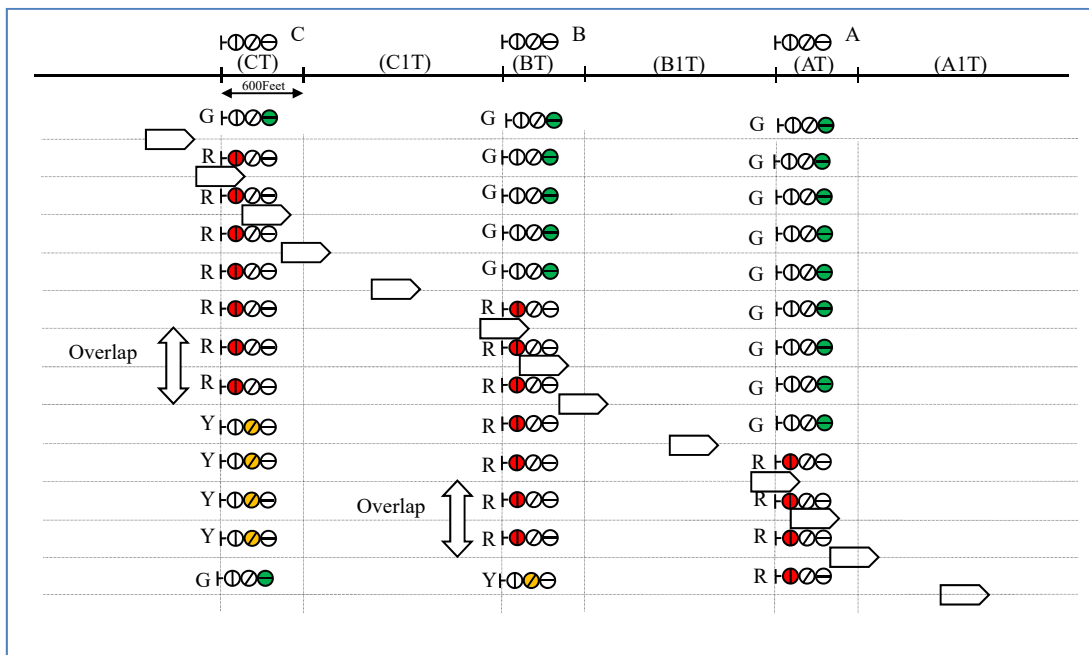 C B A
(CT) (C1T) (BT) (B1T) (AT) (A1T)
600Feet
G G G
R G G
R G G
R G G
R G G
R R G
Overlap R R G
R R G
Y R G
Y R R
Y Overlap R R
Y R R
G Y R